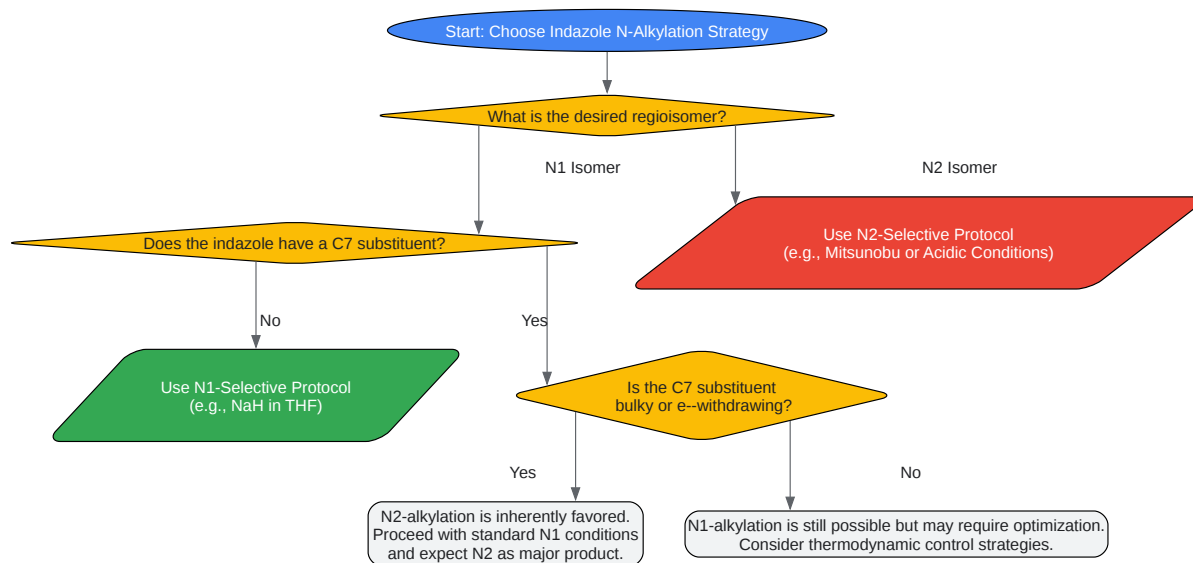 Start: Choose Indazole N-Alkylation Strategy
What is the desired regioisomer?
N1 Isomer
N2 Isomer
Does the indazole have a C7 substituent?
Use N2-Selective Protocol
(e.g., Mitsunobu or Acidic Conditions)
No
Yes
Use N1-Selective Protocol
(e.g., NaH in THF)
Is the C7 substituent
bulky or e--withdrawing?
Yes
No
N2-alkylation is inherently favored.
Proceed with standard N1 conditions
and expect N2 as major product.
N1-alkylation is still possible but may require optimization.
Consider thermodynamic control strategies.